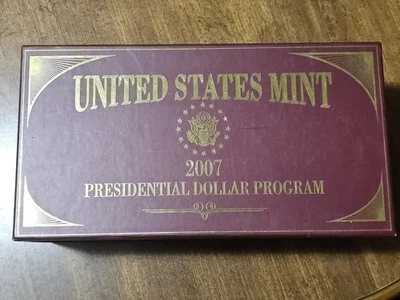 UNITED STATES MINT
2007
PRESIDENTIAL DOLLAR PROGRAM